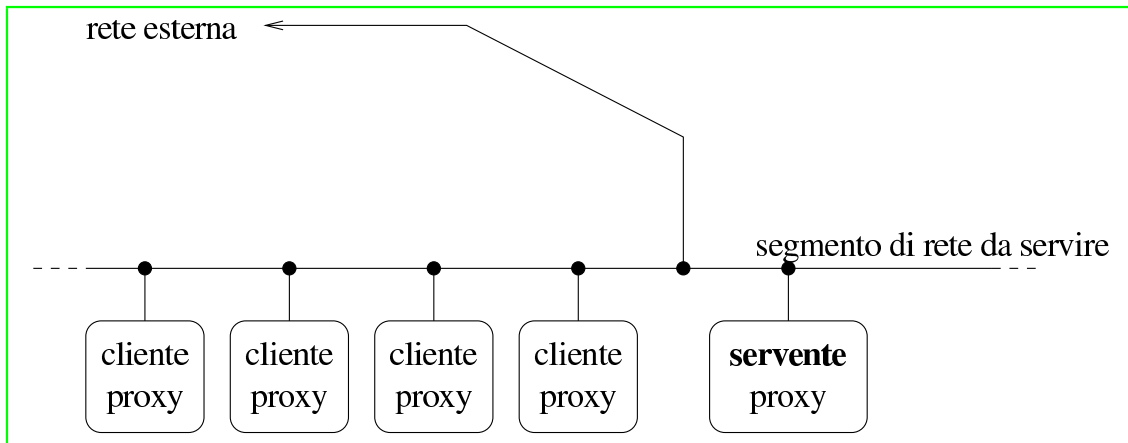 rete esterna
segmento di rete da servire
cliente
proxy
cliente
proxy
cliente
proxy
cliente
proxy
servente
proxy